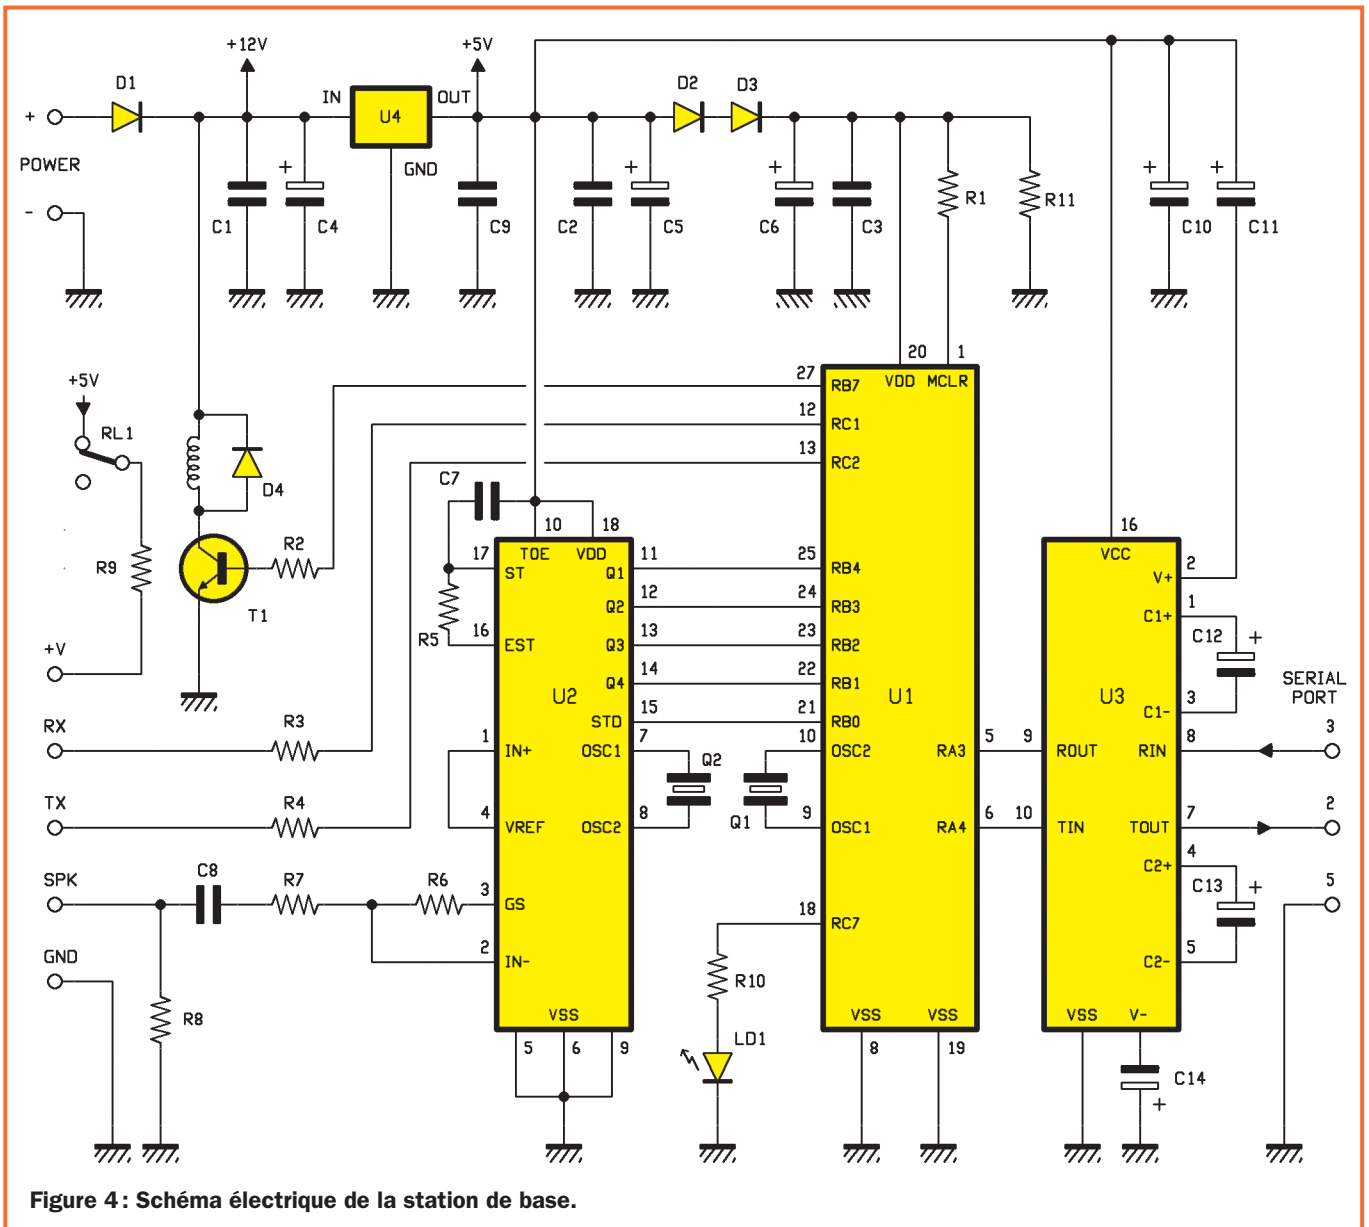 +12V
+5V
D1
IN
OUT
D2
D3
+
U4
POWER
GND
-
+
+
+
+
+
C1
C4
C9
C2
C5
C6
C3
R1
R11
C10
C11
20
1
+5V
27
RB7
VDD
MCLR
RL1
12
RC1
13
RC2
C7
D4
10
18
16
R2
17
TOE
VDD
11
25
VCC
R9
ST
Q1
RB4
2
V+
T1
12
24
1
Q2
RB3
C1+
R5
16
13
23
C12
+
+V
EST
Q3
RB2
14
22
SERIAL
PORT
Q4
U2
RB1
U1
U3
3
C1-
RX
R3
15
21
STD
RB0
1
7
10
5
9
8
3
IN+
OSC1
Q2
OSC2
RA3
ROUT
RIN
TX
R4
4
8
9
6
10
7
2
VREF
OSC2
Q1
OSC1
RA4
TIN
TOUT
4
C2+
SPK
C8
R7
R6
3
C13
+
5
GS
18
RC7
GND
2
5
IN-
C2-
R10
R8
VSS
VSS
VSS
VSS
V-
5
6
9
LD1
8
19
C14
+
Figure 4 : Schéma électrique de la station de base.